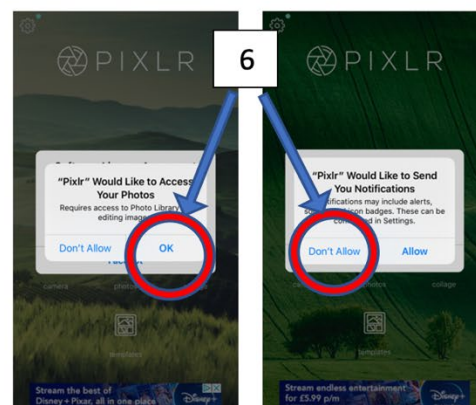 6
PIXLR
"Pixlr" Would Like to Access
Your Photos
Requires access to Photo Library
editing
Don't Allow OK
camera photos
templates
Stream the best of
Disney+ Pixar, all in one place
Disney+
PIXLR
"Pixlr" Would Like to Send
You Notifications
may include alerts,
icon badges. These can be
in Settings.
Don't Allow Allow
photos collage
templates
Stream endless entertainment
for £5.99 p/m
Disney+